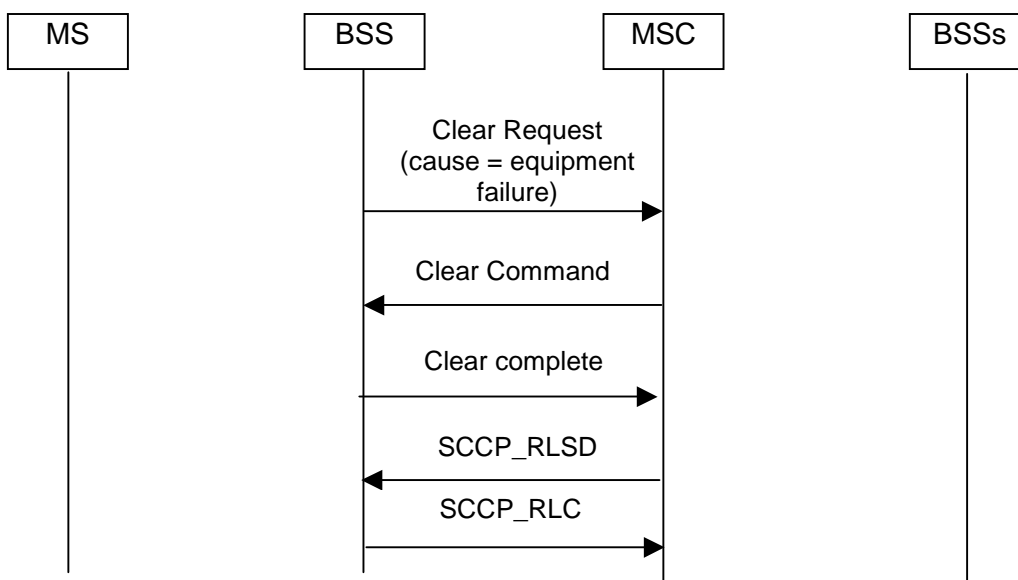 MS
BSS
MSC
BSSs
Clear Request
(cause = equipment
failure)
Clear Command
Clear complete
SCCP_RLSD
SCCP_RLC